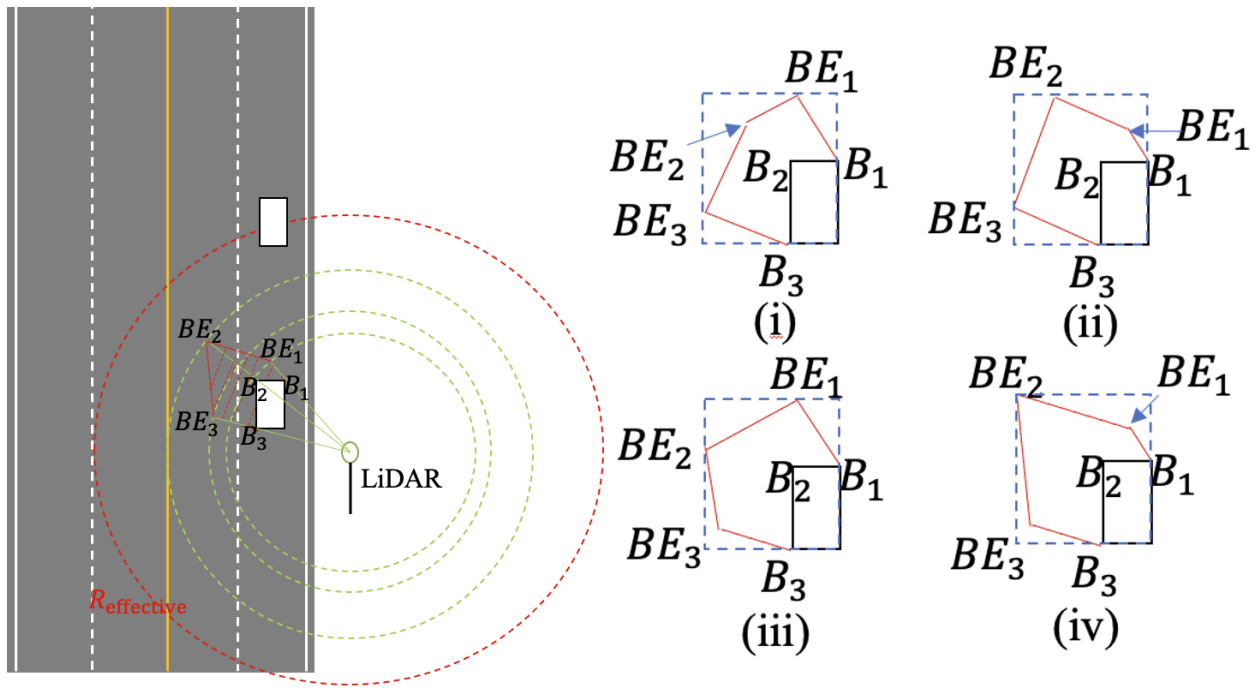 BE₂
BE₁
B₂
B₁
BE₃
B₃
LiDAR
R_effective
BE₁
BE₂
B₂
B₁
BE₃
B₃
(i)
BE₂
BE₁
B₂
B₁
BE₃
B₃
(ii)
BE₁
BE₂
B₂
B₁
BE₃
B₃
(iii)
BE₂
BE₁
B₂
B₁
BE₃
B₃
(iv)